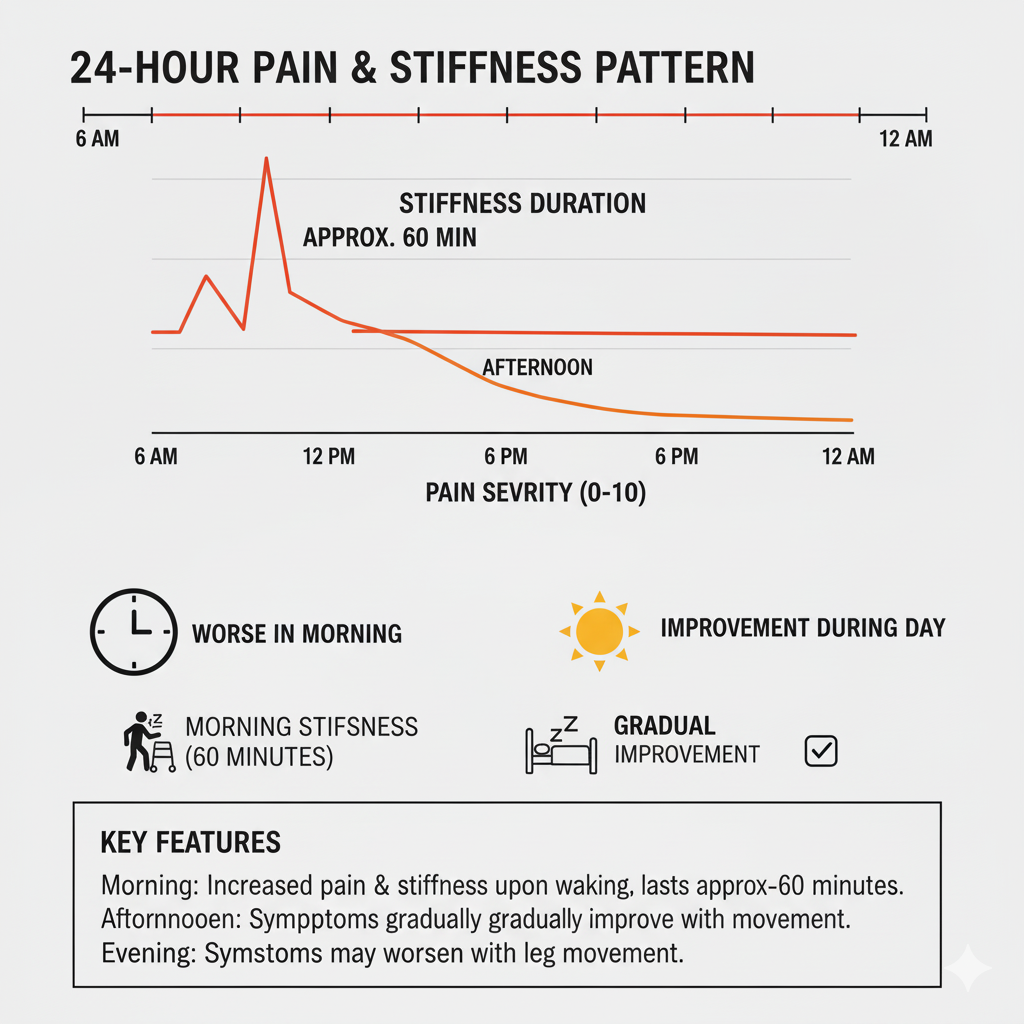 24-HOUR PAIN & STIFFNESS PATTERN
6 AM
12 AM
STIFFNESS DURATION
APPROX. 60 MIN
AFTERNOON
6 AM
12 PM
6 PM
6 PM
12 AM
PAIN SEVRITY (0-10)
WORSE IN MORNING
IMPROVEMENT DURING DAY
Z
MORNING STIFSNESS
(60 MINUTES)
z Z
GRADUAL
IMPROVEMENT
KEY FEATURES
Morning: Increased pain & stiffness upon waking, lasts approx-60 minutes.
Aftornnooen: Sympptoms gradually gradually improve with movement.
Evening: Symstoms may worsen with leg movement.